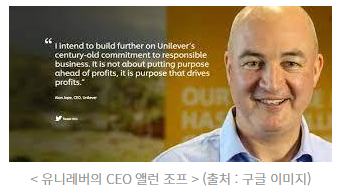 “ I intend to build further on Unilever's
century-old commitment to responsible
business. It is not about putting purpose
ahead of profits, it is purpose that drives
profits.”
Alan Jope, CEO, Unilever
< 유니레버의 CEO 앨런 조프 > (출처 : 구글 이미지)